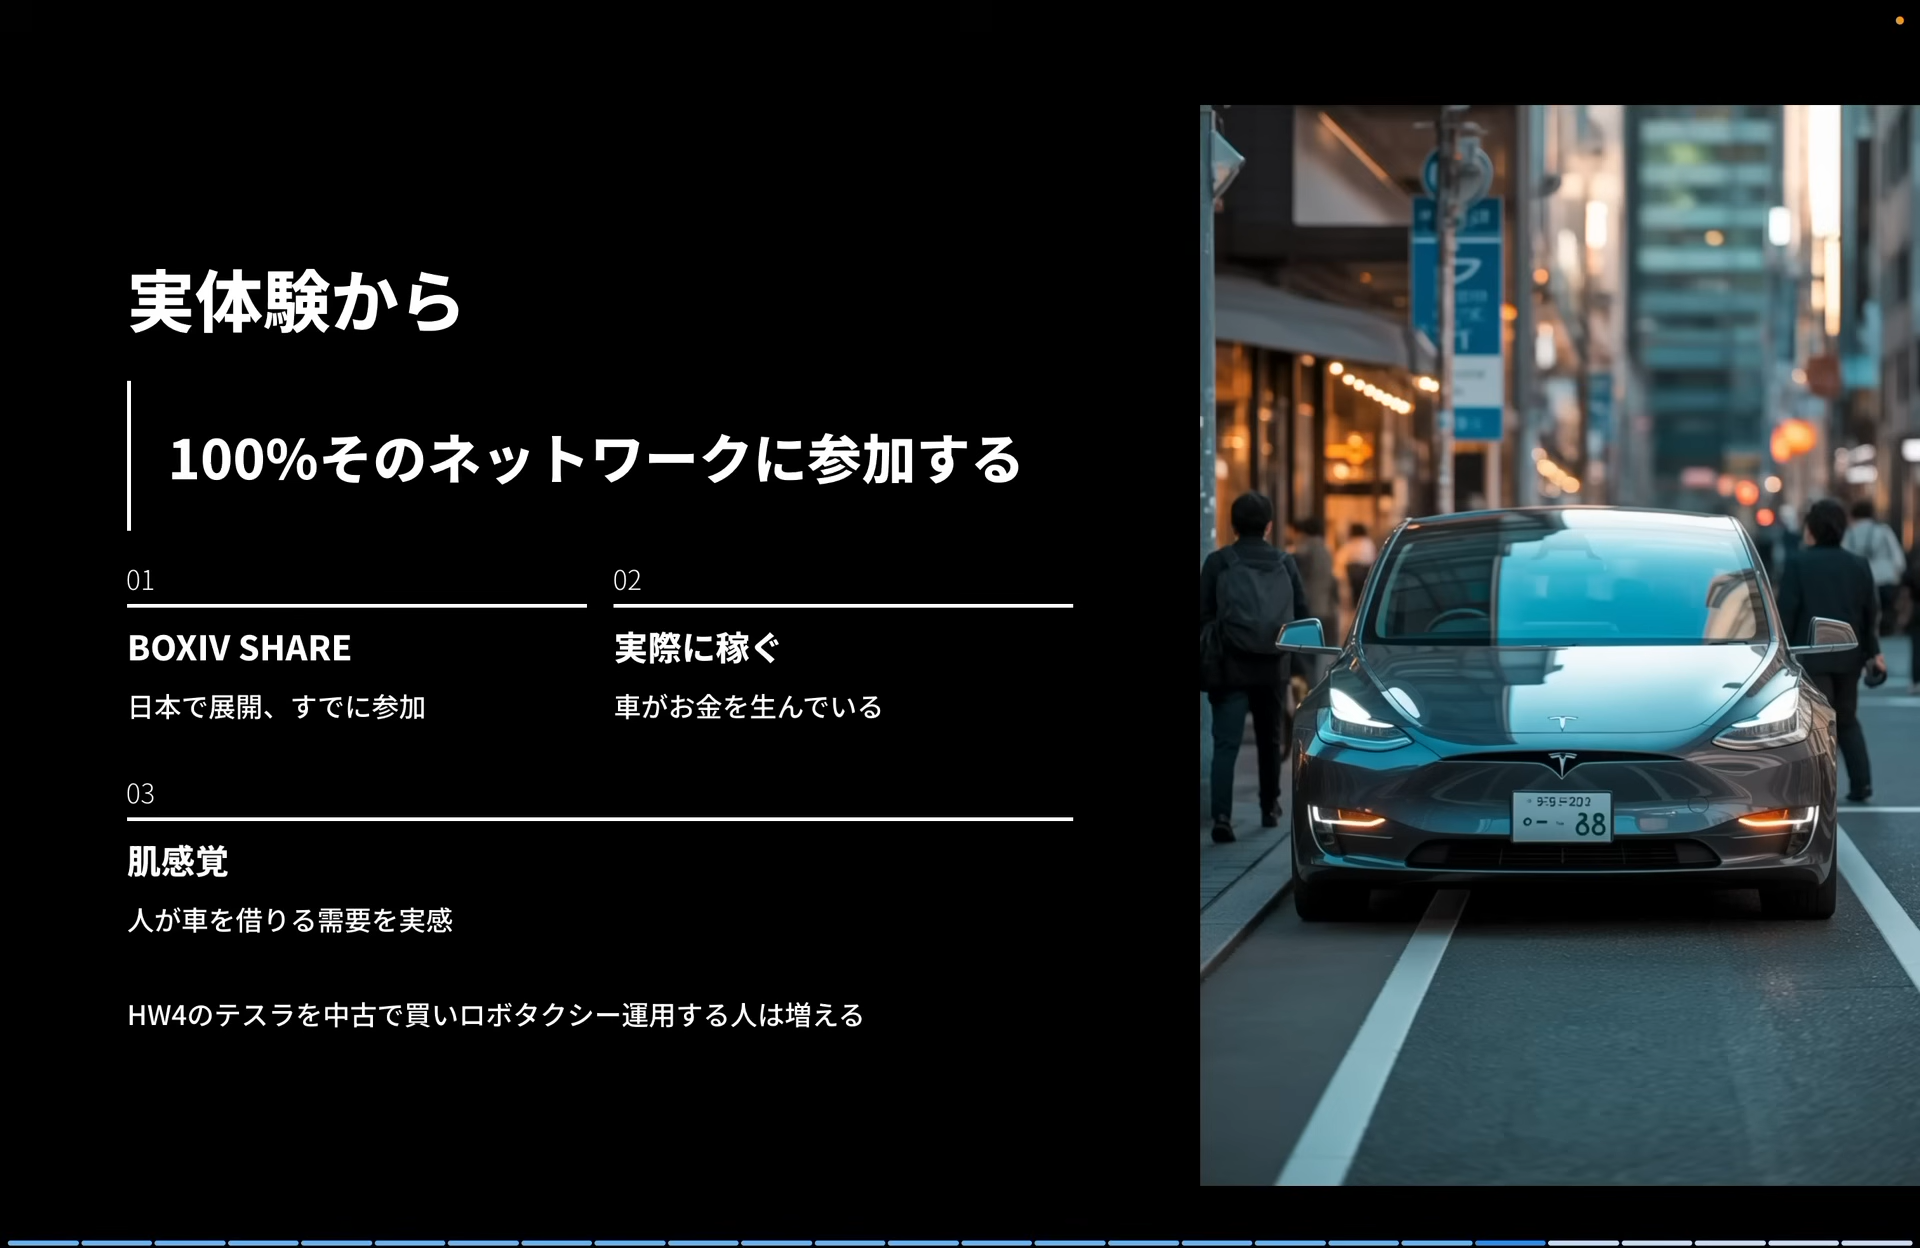 実体験から
100%そのネットワークに参加する
01
BOXIV SHARE
日本で展開、すでに参加
02
実際に稼ぐ
車がお金を生んでいる
03
肌感覚
人が車を借りる需要を実感
HW4のテスラを中古で買いロボタクシー運用する人は増える